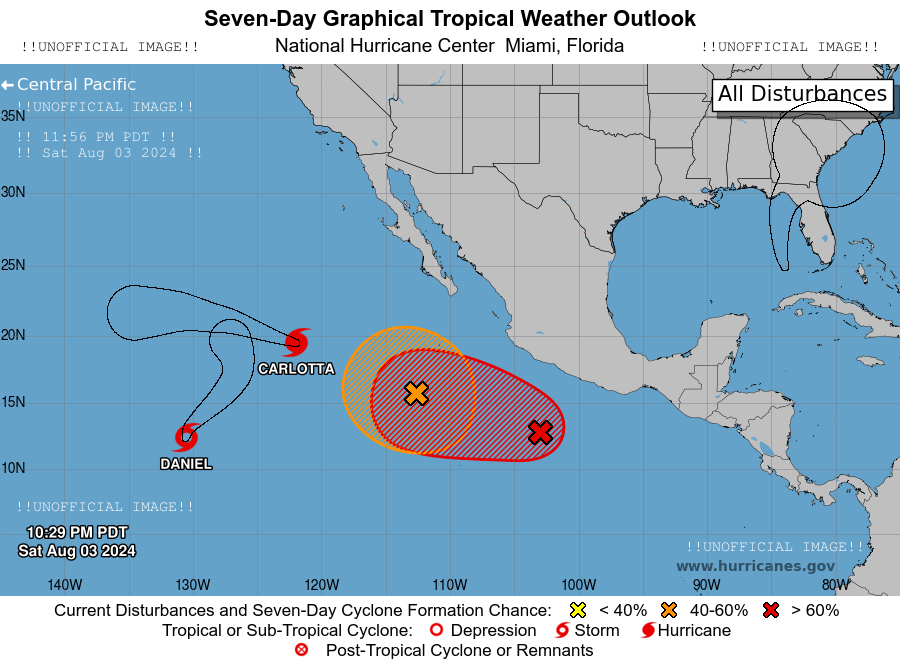 Seven-Day Graphical Tropical Weather Outlook
!!UNOFFICIAL IMAGE!! National Hurricane Center Miami, Florida !!UNOFFICIAL IMAGE!!
Central Pacific
All Disturbances
!!UNOFFICIAL IMAGE!!
35N
!! 11:56 PM PDT !!
!! Sat Aug 03 2024 !!
30N
25N
20N
CARLOTTA
15N
DANIEL
10N
!!UNOFFICIAL IMAGE!!
10:29 PM PDT
Sat Aug 03 2024
!!UNOFFICIAL IMAGE!!
www.hurricanes.gov
140W 130W 120W 110W 100W 90W 80W
Current Disturbances and Seven-Day Cyclone Formation Chance: < 40% 40-60% > 60%
Tropical or Sub-Tropical Cyclone: Depression Storm Hurricane
Post-Tropical Cyclone or Remnants